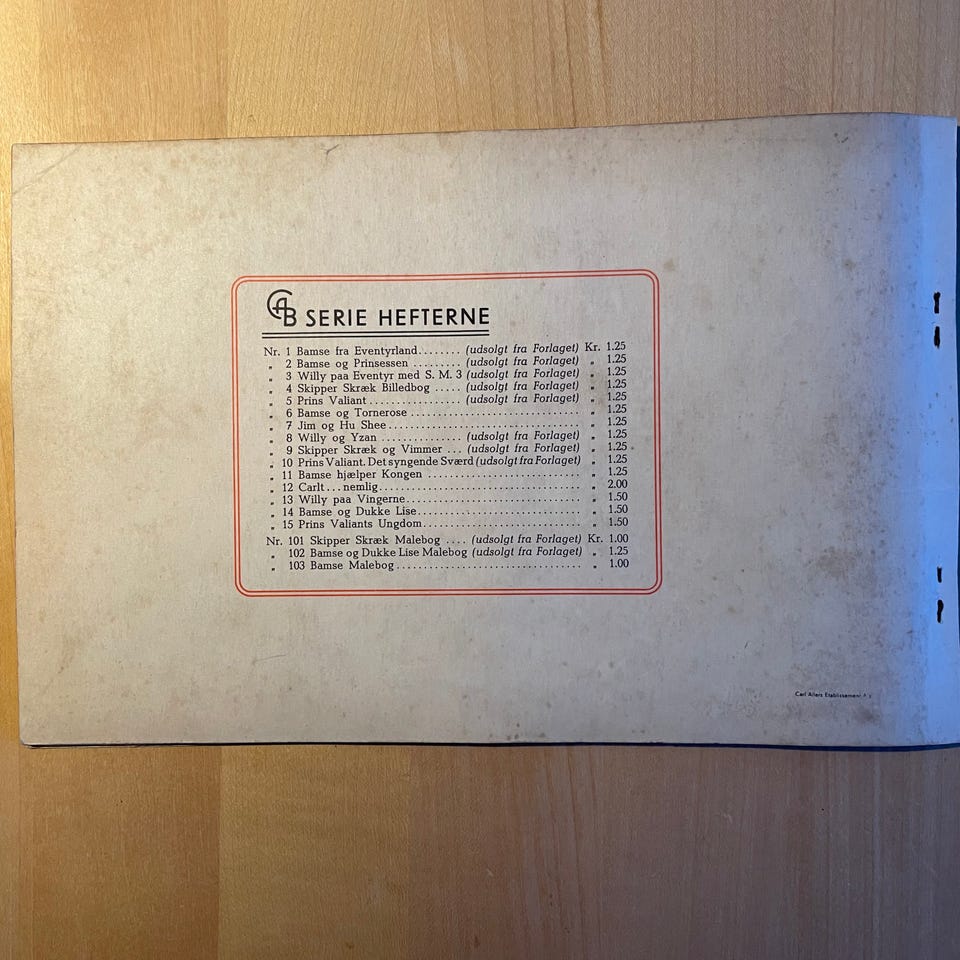 CAB SERIE HEFTERNE
Nr. 1 Bamse fra Eventyrland........ (udsolgt fra Forlaget) Kr. 1.25
„ 2 Bamse og Prinsessen ......... (udsolgt fra Forlaget) „ 1.25
„ 3 Willy paa Eventyr med S. M. 3 (udsolgt fra Forlaget) „ 1.25
„ 4 Skipper Skræk Billedbog ..... (udsolgt fra Forlaget) „ 1.25
„ 5 Prins Valiant.................. (udsolgt fra Forlaget) „ 1.25
„ 6 Bamse og Tornerose ................................ „ 1.25
„ 7 Jim og Hu Shee.................................... „ 1.25
„ 8 Willy og Yzan ............... (udsolgt fra Forlaget) „ 1.25
„ 9 Skipper Skræk og Vimmer ... (udsolgt fra Forlaget) „ 1.25
„ 10 Prins Valiant. Det syngende Sværd (udsolgt fra Forlaget) „ 1.25
„ 11 Bamse hjælper Kongen ............................. „ 1.25
„ 12 Carlt...nemlig..................................... „ 2.00
„ 13 Willy paa Vingerne................................ „ 1.50
„ 14 Bamse og Dukke Lise.............................. „ 1.50
„ 15 Prins Valiants Ungdom............................. „ 1.50
Nr. 101 Skipper Skræk Malebog .... (udsolgt fra Forlaget) Kr. 1.00
„ 102 Bamse og Dukke Lise Malebog (udsolgt fra Forlaget) „ 1.25
„ 103 Bamse Malebog.................................. „ 1.00
Carl Allers Etablissement A/s